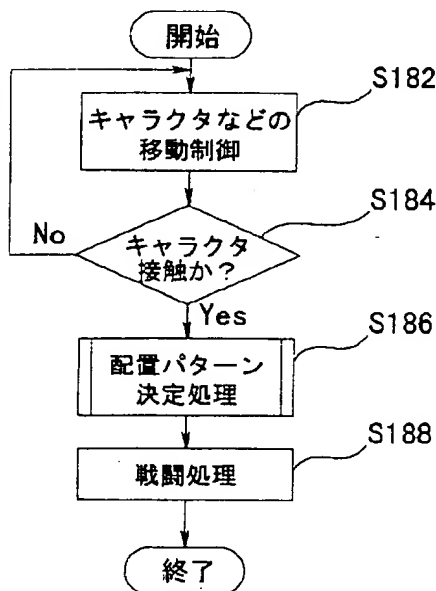 開始
S182
キャラクタなどの
移動制御
S184
No
キャラクタ
接触か？
Yes
S186
配置パターン
決定処理
S188
戦闘処理
終了